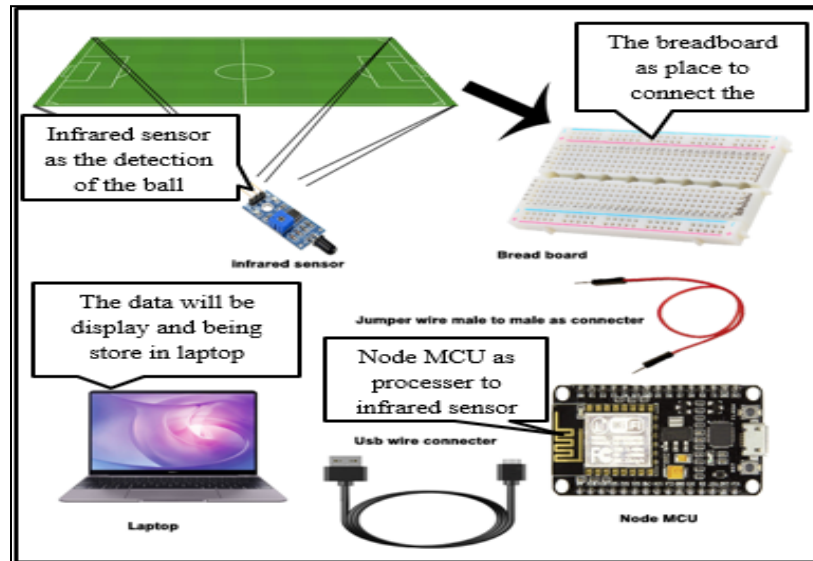 The breadboard
as place to
connect the
Infrared sensor
as the detection
of the ball
infrared sensor
Bread board
The data will be
display and being
store in laptop
Jumper wire male to male as connecter
Node MCU as
processer to
infrared sensor
Usb wire connecter
Laptop
Node MCU